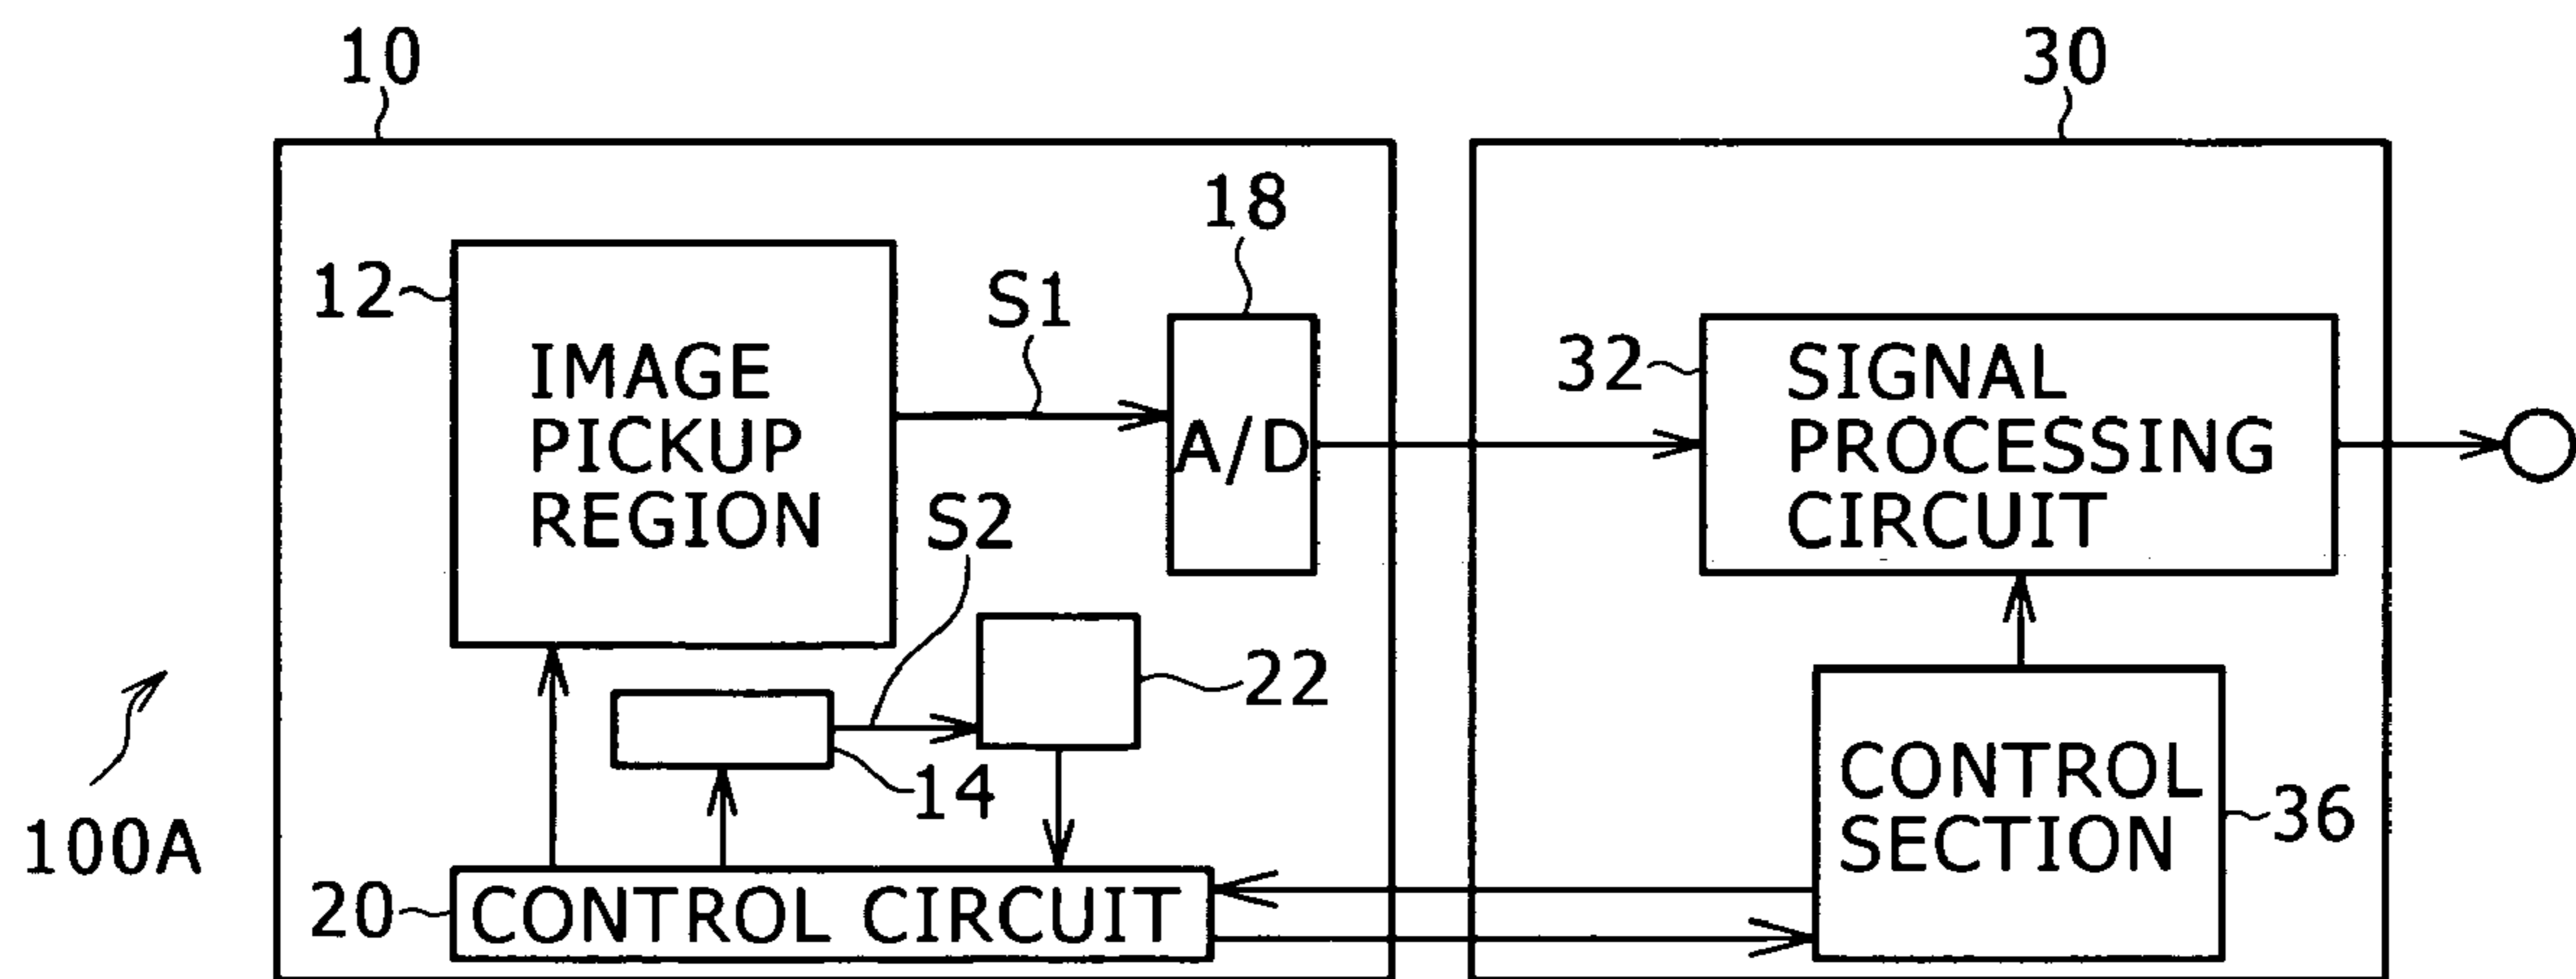 10
30
18
12
S1
IMAGE
PICKUP
REGION
A/D
32
SIGNAL
PROCESSING
CIRCUIT
S2
22
14
CONTROL
SECTION
36
100A
20
CONTROL CIRCUIT